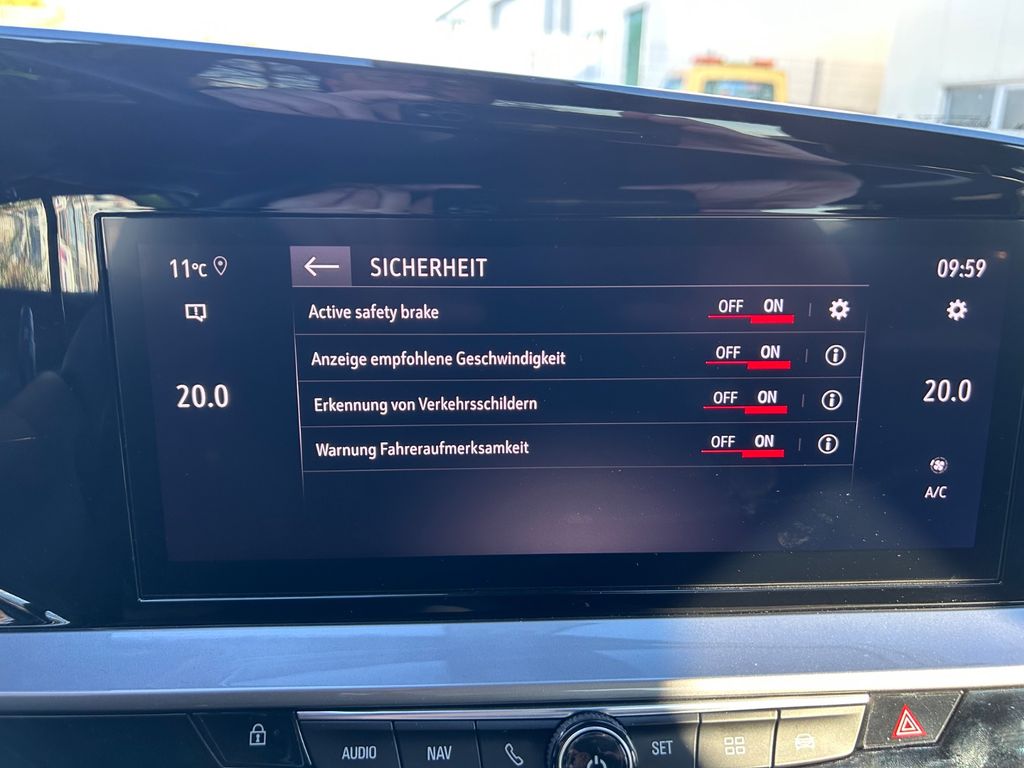 11°C
SICHERHEIT
09:59
Active safety brake OFF ON
Anzeige empfohlene Geschwindigkeit OFF ON
20.0
20.0
Erkennung von Verkehrsschildern OFF ON
Warnung Fahreraufmerksamkeit OFF ON
A/C
AUDIO NAV SET